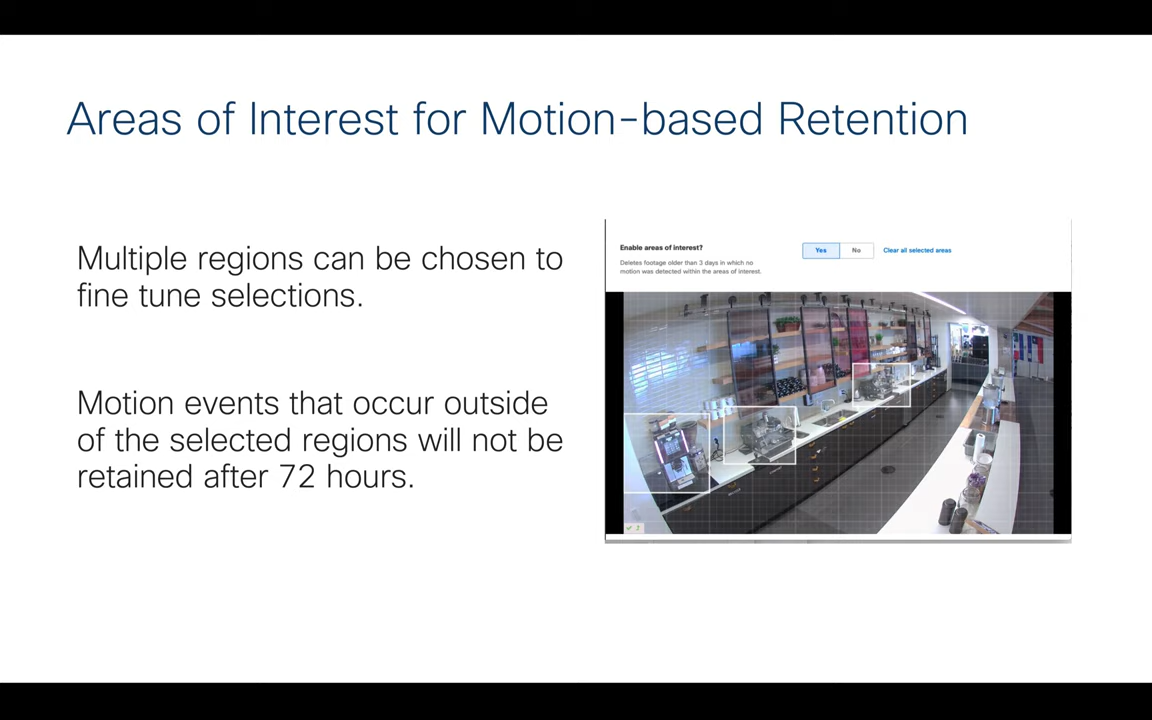 Areas of Interest for Motion-based Retention
Multiple regions can be chosen to
fine tune selections.
Motion events that occur outside
of the selected regions will not be
retained after 72 hours.
Enable areas of interest?
Yes
No
Clear all selected areas
Deletes footage older than 3 days in which no
motion was detected within the areas of interest.